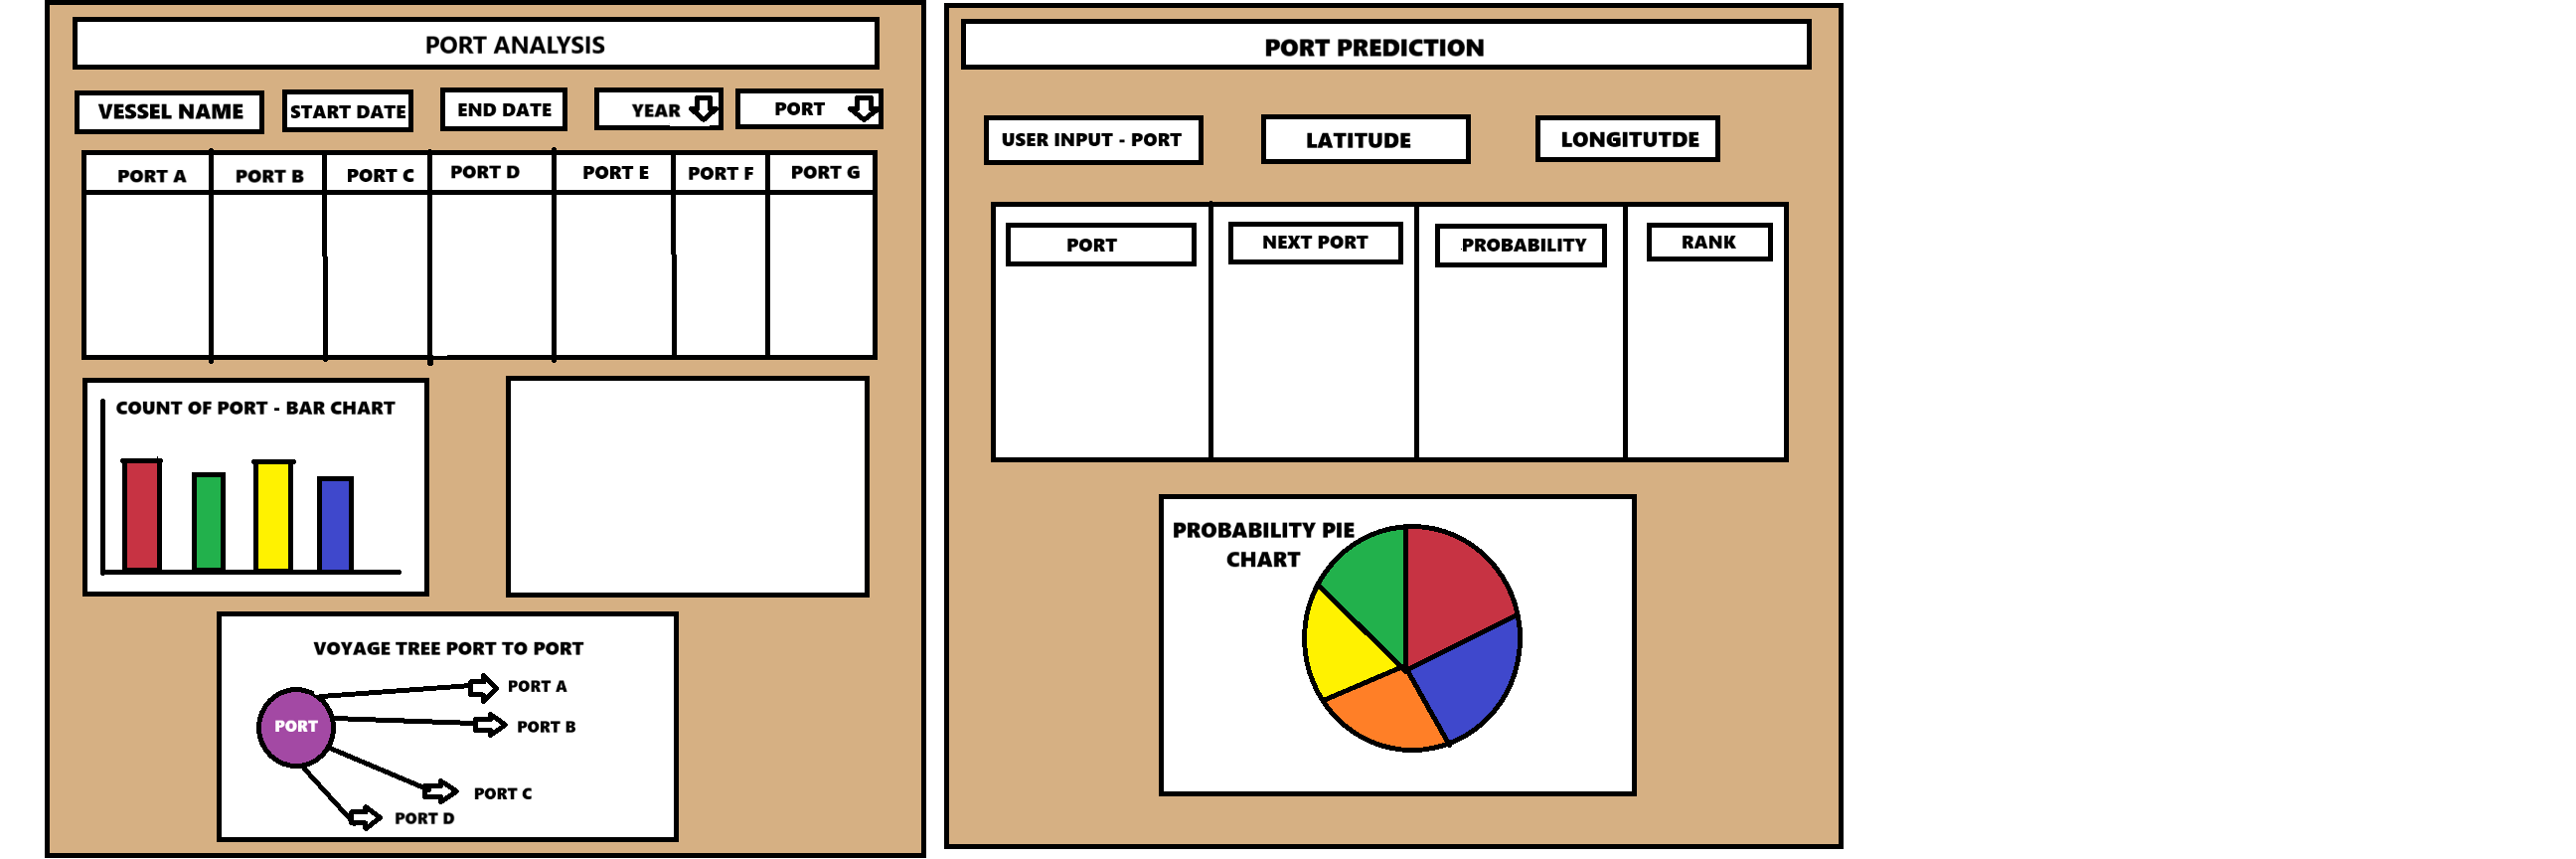 PORT ANALYSIS
VESSEL NAME
START DATE
END DATE
YEAR
PORT
PORT A
PORT B
PORT C
PORT D
PORT E
PORT F
PORT G
COUNT OF PORT - BAR CHART
VOYAGE TREE PORT TO PORT
PORT
PORT A
PORT B
PORT C
PORT D
PORT PREDICTION
USER INPUT - PORT
LATITUDE
LONGITUTDE
PORT
NEXT PORT
PROBABILITY
RANK
PROBABILITY PIE
CHART